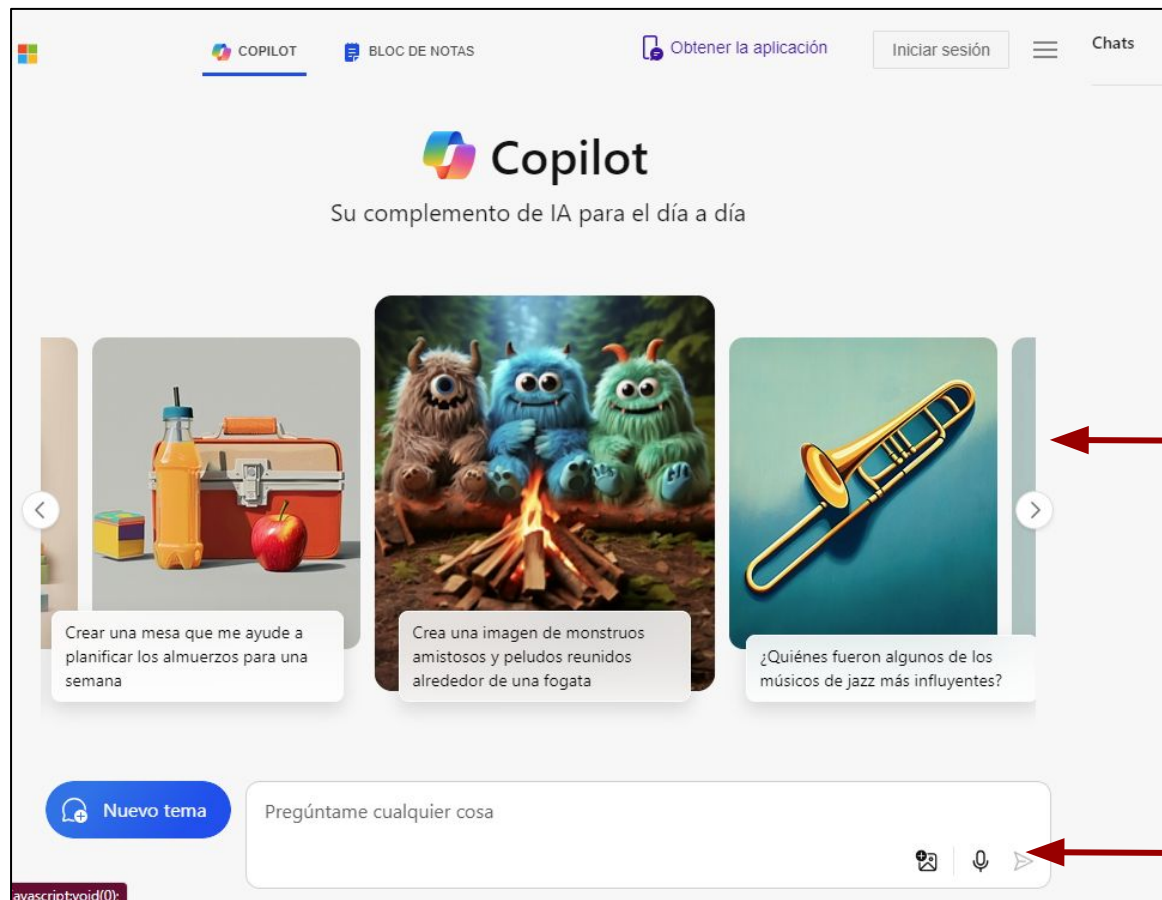 COPILOT
BLOC DE NOTAS
Obtener la aplicación
Iniciar sesión
Chats
Copilot
Su complemento de IA para el día a día
Crear una mesa que me ayude a
planificar los almuerzos para una
semana
Crea una imagen de monstruos
amistosos y peludos reunidos
alrededor de una fogata
¿Quiénes fueron algunos de los
músicos de jazz más influyentes?
Nuevo tema
Pregúntame cualquier cosa
avascript:void(0);